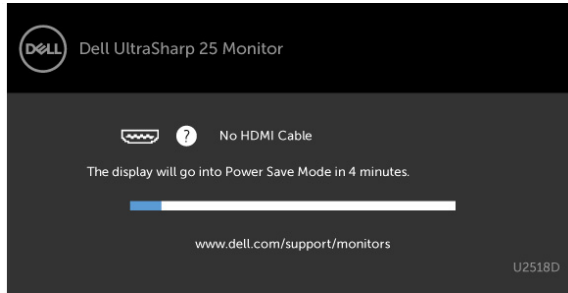 DELL
Dell UltraSharp 25 Monitor
? No HDMI Cable
The display will go into Power Save Mode in 4 minutes.
www.dell.com/support/monitors
U2518D